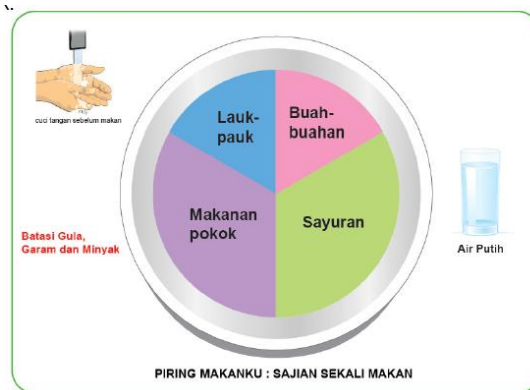 cuci tangan sebelum makan
Lauk-
pauk
Buah-
buahan
Makanan
pokok
Sayuran
Batasi Gula,
Garam dan Minyak
Air Putih
PIRING MAKANKU : SAJIAN SEKALI MAKAN